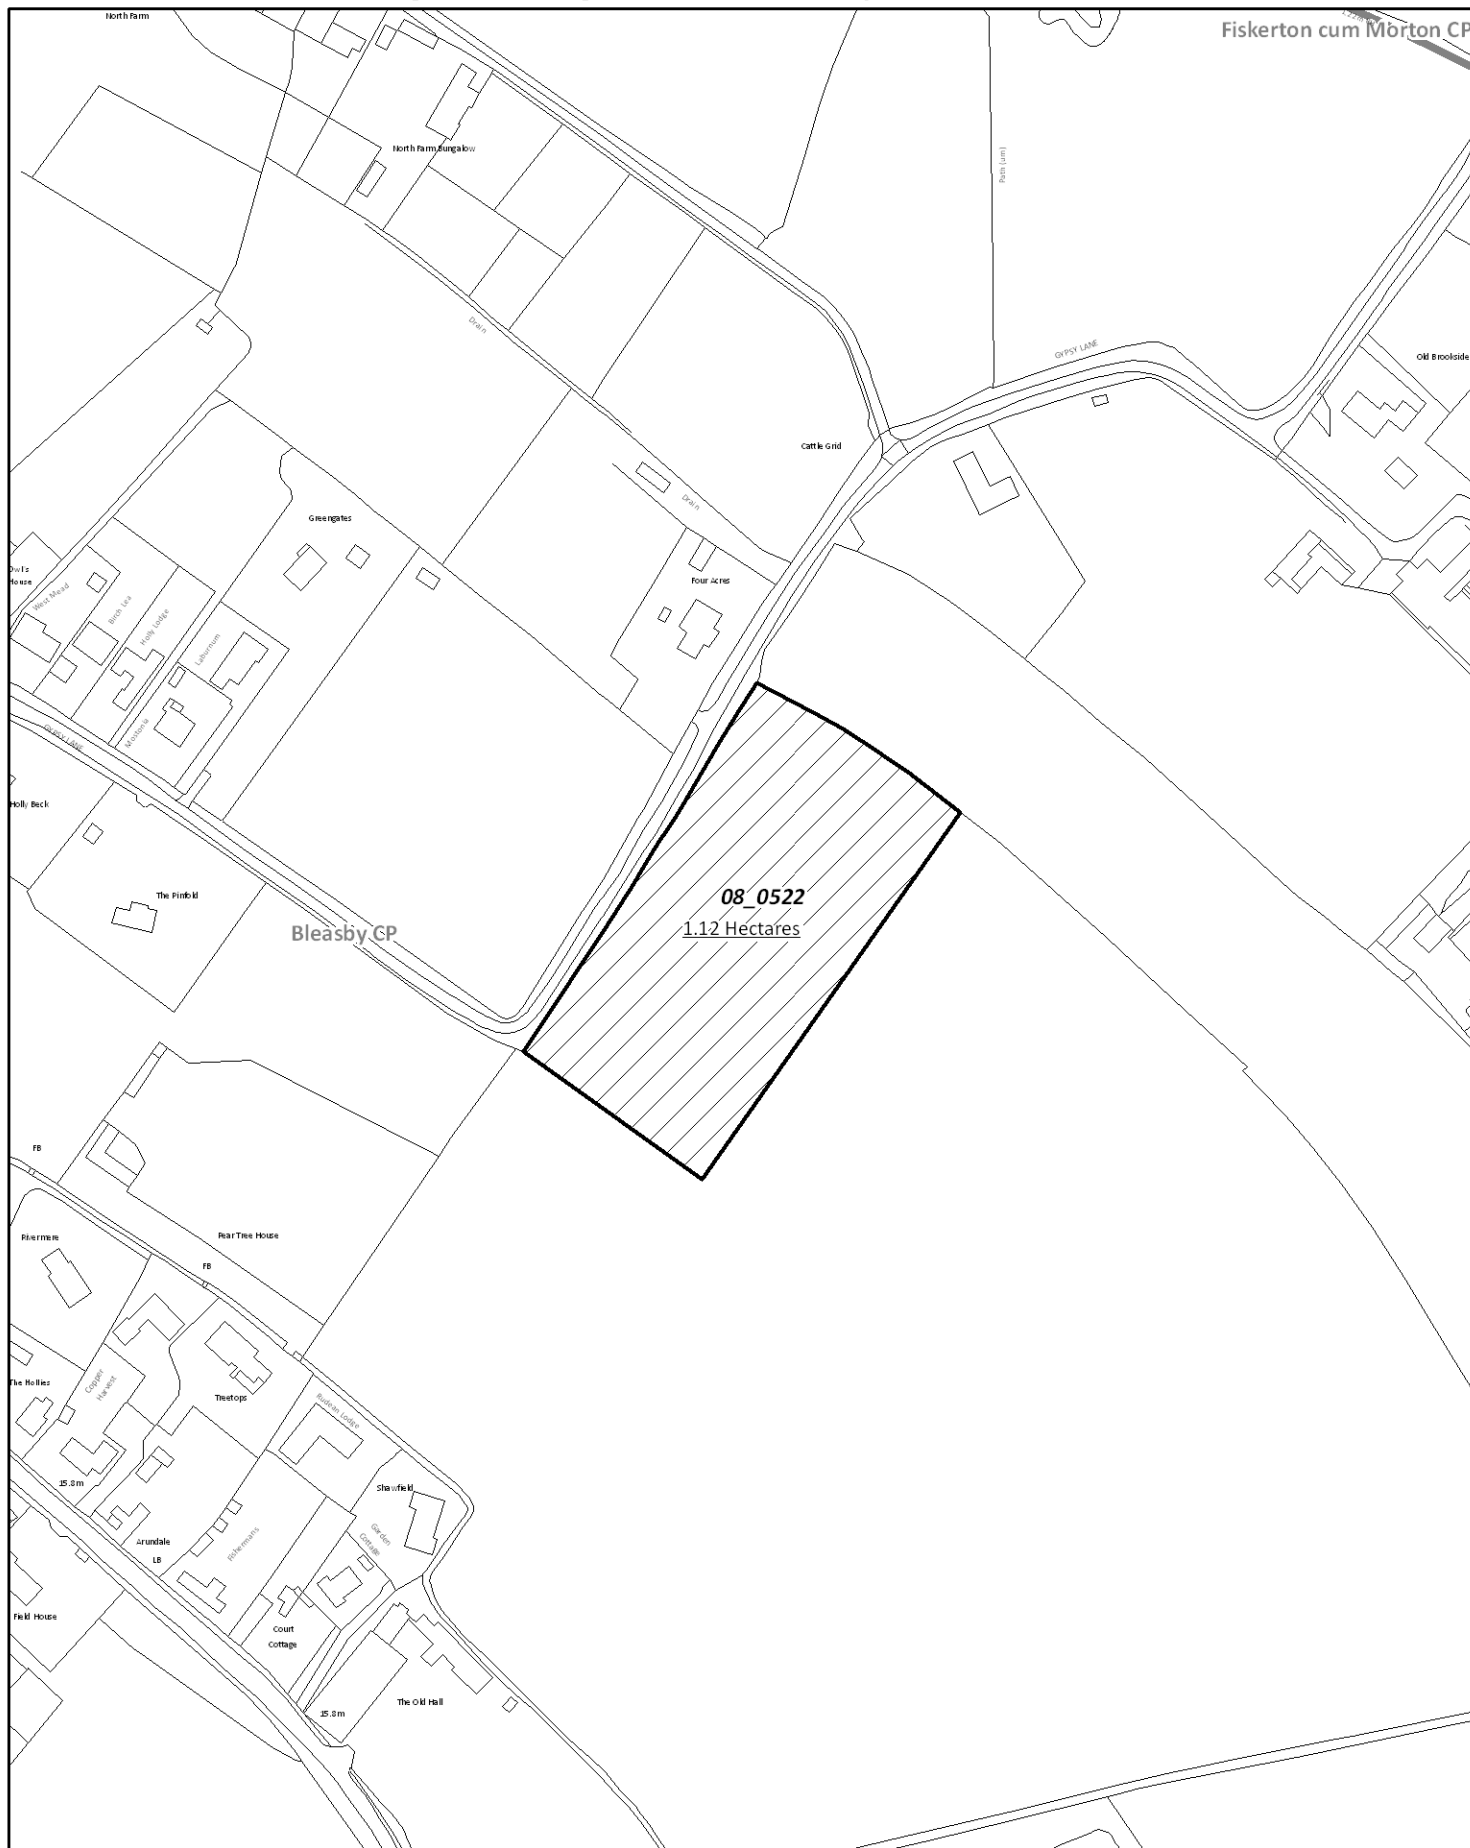 North Farm
Fiskerton cum Morton CP
North Farm Bungalow
Path (um)
Drain
GYPSY LANE
Old Brookside
Cattle Grid
Drain
Greengates
House
West Mead
Birch Lea
Holly Lodge
Laburnum
Four Acres
GYPSY LANE
Holly Beck
The Pinfold
08_0522
1.12 Hectares
Bleasby CP
FB
Rivermere
Pear Tree House
FB
The Hollies
Copper
Harvest
Treetops
Rudean Lodge
15.8m
Shawfield
Garden
Cottage
Arundale
LB
Fishermans
Field House
Court
Cottage
The Old Hall
15.8m